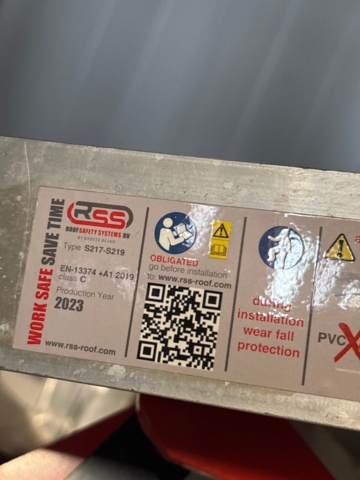 WORK SAFE SAVE TIME
RSS
ROOF SAFETY SYSTEMS BV
Type S217-S219
EN-13374 +A1 2019
class C
Production Year
2023
www.rss-roof.com
OBLIGATED
go before installation
to: www.rss-roof.com
during
installation
wear fall
protection
PVC